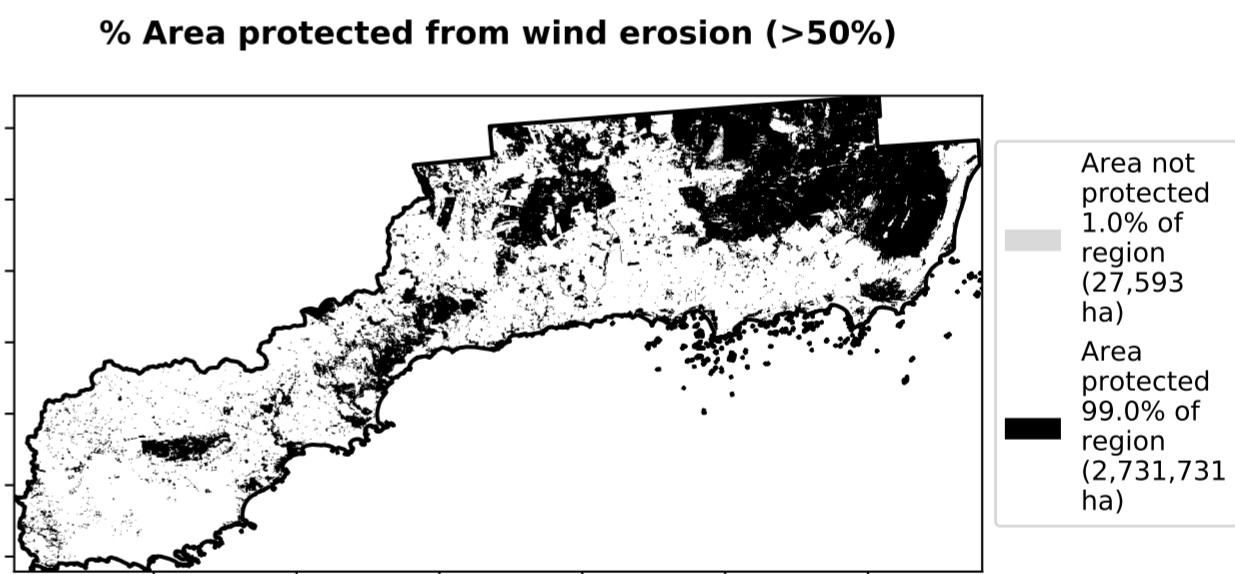 % Area protected from wind erosion (>50%)
Area not
protected
1.0% of
region
(27,593
ha)
Area
protected
99.0% of
region
(2,731,731
ha)